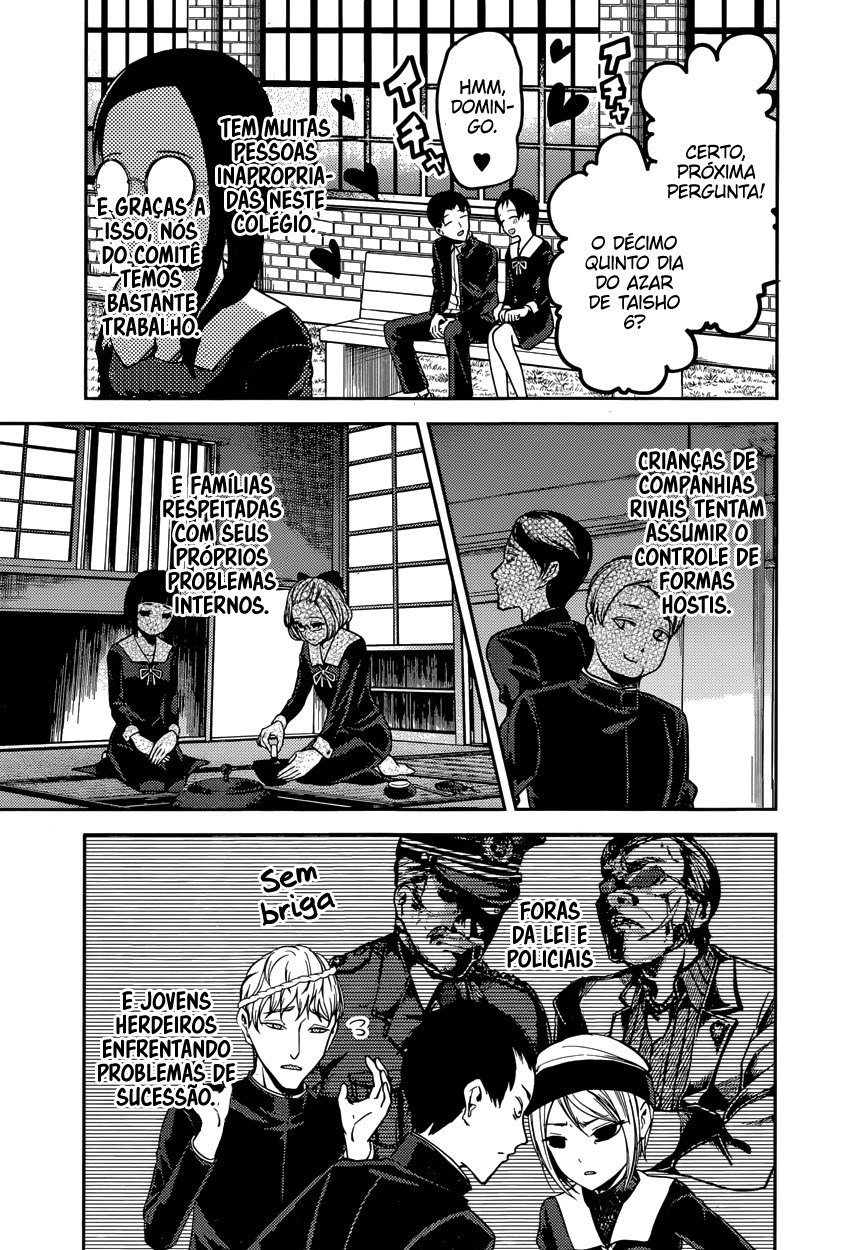 CERTO,
PRÓXIMA
PERGUNTA!
O DÉCIMO
QUINTO DIA
DO AZAR
DE TAISHO
6?
イチャ
イチャ
HMM,
DOMIN-
GO.
TEM MUITAS
PESSOAS
INAPROPRIA-
DAS NESTE
COLÉGIO.
E GRAÇAS A
ISSO, NÓS
DO COMITÊ
TEMOS
BASTANTE
TRABALHO.
CRIANÇAS DE
COMPANHIAS
RIVAIS TENTAM
ASSUMIR O
CONTROLE DE
FORMAS
HOSTIS.
E FAMÍLIAS
RESPEITADAS
COM SEUS
PRÓPRIOS
PROBLEMAS
INTERNOS.
FORAS
DA LEI E
POLICIAIS
Sem
briga
E JOVENS
HERDEIROS
ENFRENTANDO
PROBLEMAS DE
SUCESSÃO.